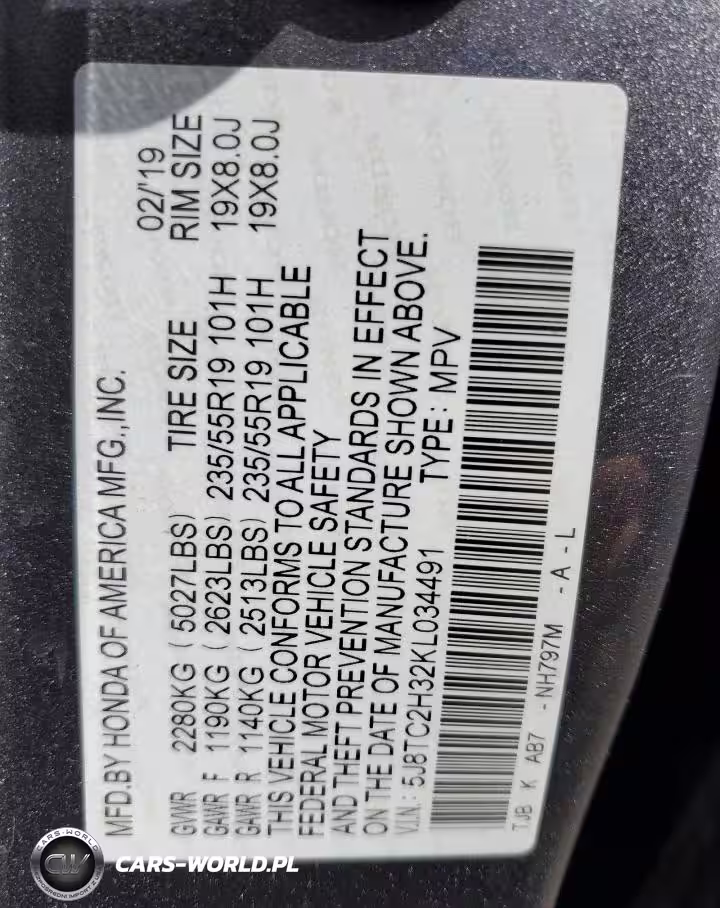 MFD.BY HONDA OF AMERICA MFG.,INC. 02/'19
GVWR 2280KG ( 5027LBS) TIRE SIZE RIM SIZE
GAWR F 1190KG ( 2623LBS) 235/55R19 101H 19X8.0J
GAWR R 1140KG ( 2513LBS) 235/55R19 101H 19X8.0J
THIS VEHICLE CONFORMS TO ALL APPLICABLE
FEDERAL MOTOR VEHICLE SAFETY
AND THEFT PREVENTION STANDARDS IN EFFECT
ON THE DATE OF MANUFACTURE SHOWN ABOVE.
V.I.N.: 5J8TC2H32KL034491 TYPE: MPV
TJB K AB7 -NH797M -A-L
CARS-WORLD
CW
CARS-WORLD.PL